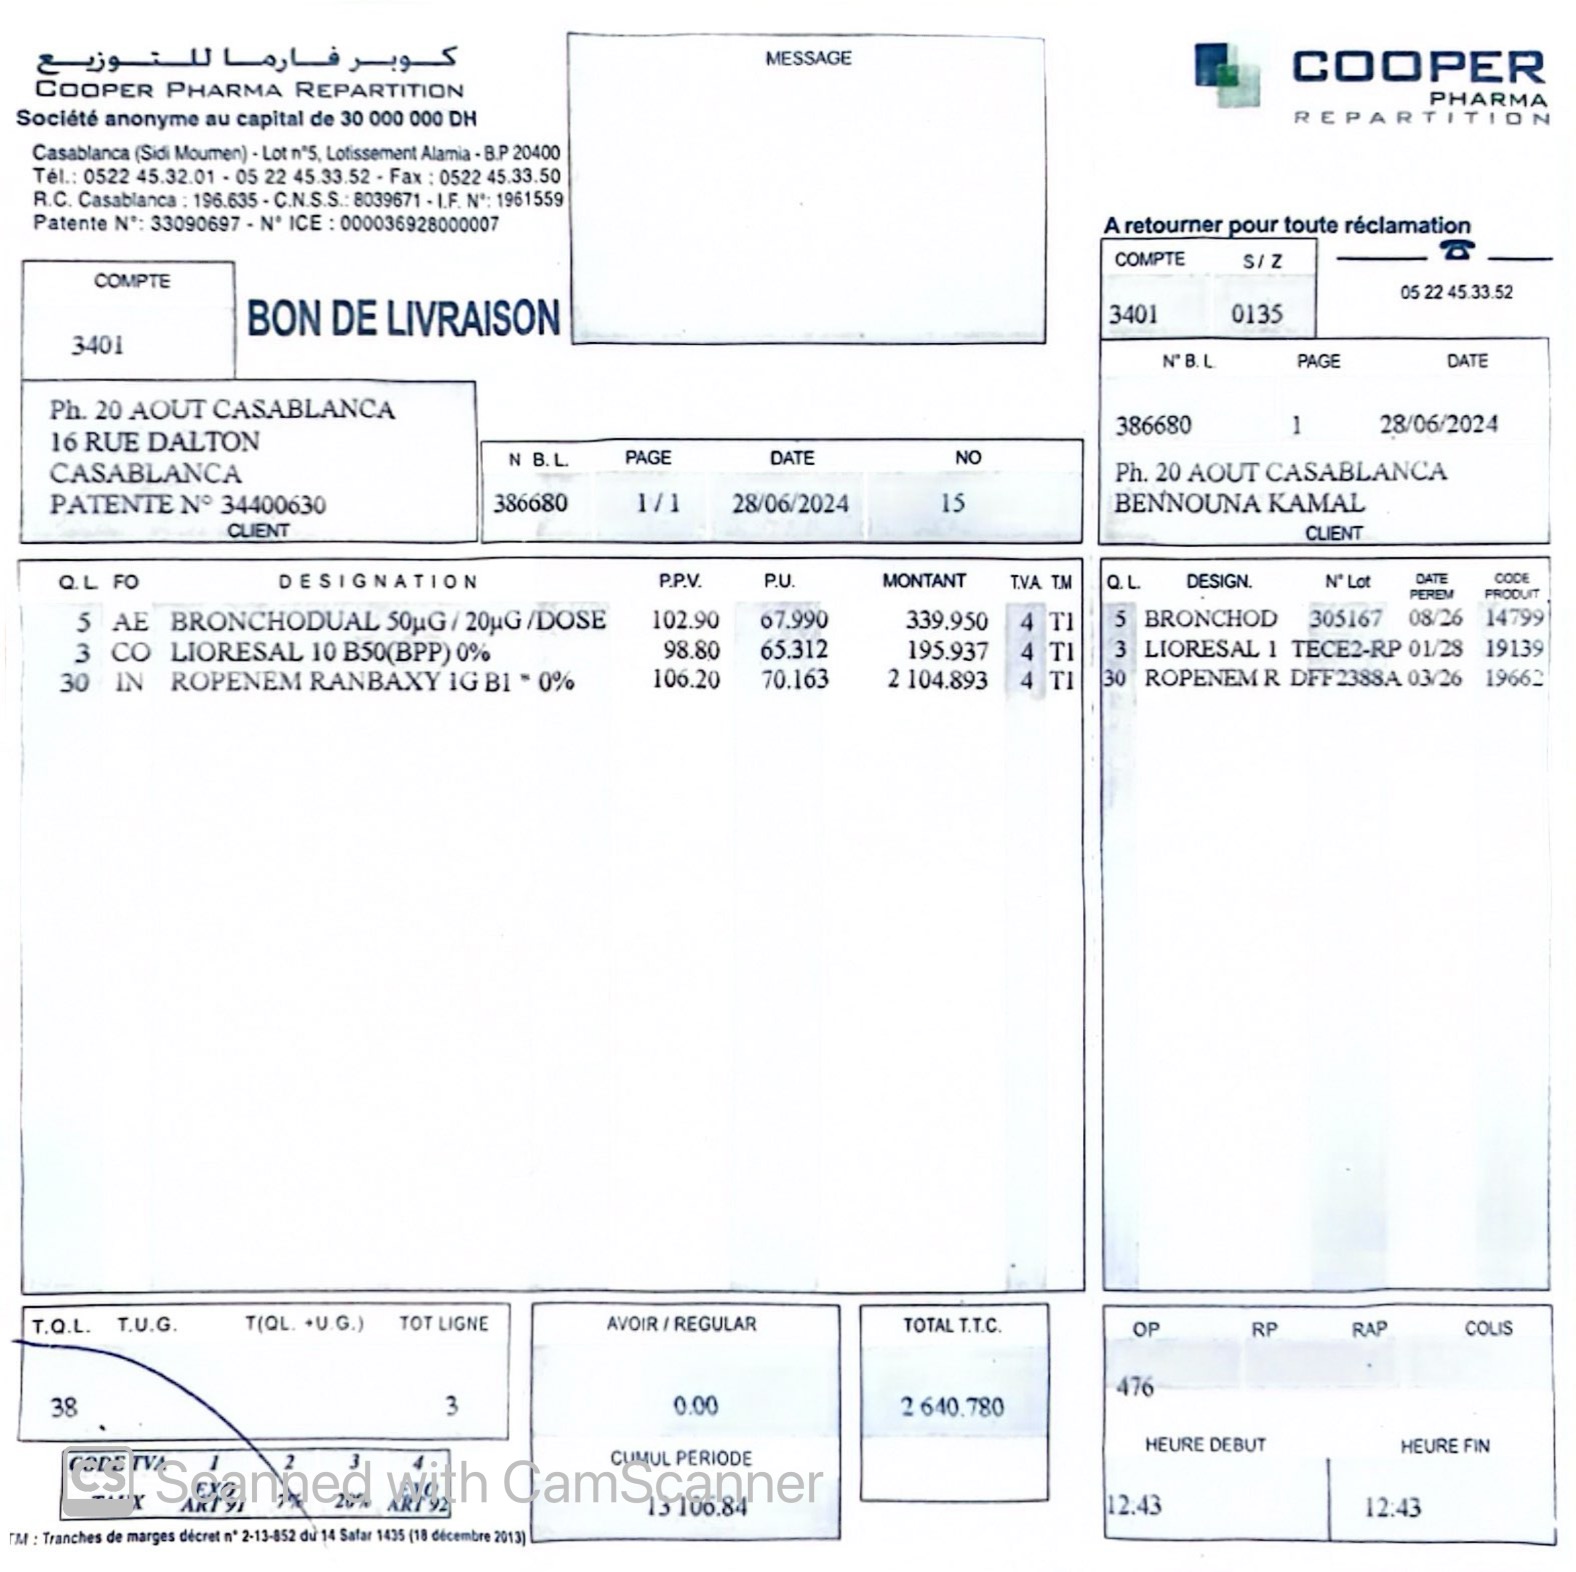 كوبر فارما للتوزيع
COOPER PHARMA REPARTITION
Société anonyme au capital de 30 000 000 DH
Casablanca (Sidi Moumen) - Lot n°5, Lotissement Alamia - B.P 20400
Tél.: 0522 45.32.01 - 05 22 45.33.52 - Fax : 0522 45.33.50
R.C. Casablanca : 196.635 - C.N.S.S.: 8039671 - I.F. N°: 1961559
Patente N°: 33090697 - N° ICE : 000036928000007
MESSAGE
COOPER
PHARMA
REPARTITION
A retourner pour toute réclamation
COMPTE S / Z
05 22 45.33.52
3401 0135
COMPTE
3401
BON DE LIVRAISON
N° B. L. PAGE DATE
386680 1 28/06/2024
Ph. 20 AOUT CASABLANCA
BENNOUNA KAMAL
CLIENT
Ph. 20 AOUT CASABLANCA
16 RUE DALTON
CASABLANCA
PATENTE N° 34400630
CLIENT
N B. L. PAGE DATE NO
386680 1 / 1 28/06/2024 15
Q.L FO DESIGNATION P.P.V. P.U. MONTANT T.V.A T.M
5 AE BRONCHODUAL 50µG / 20µG /DOSE 102.90 67.990 339.950 4 T1
3 CO LIORESAL 10 B50(BPP) 0% 98.80 65.312 195.937 4 T1
30 IN ROPENEM RANBAXY 1G B1 * 0% 106.20 70.163 2 104.893 4 T1
Q. L. DESIGN. N° Lot DATE PEREM CODE PRODUIT
5 BRONCHOD 305167 08/26 14799
3 LIORESAL 1 TECE2-RP 01/28 19139
30 ROPENEM R DFF2388A 03/26 19662
T.Q.L. T.U.G. T(QL. +U.G.) TOT LIGNE
38 3
AVOIR / REGULAR
0.00
CUMUL PERIODE
13 106.84
TOTAL T.T.C.
2 640.780
OP RP RAP COLIS
476
HEURE DEBUT HEURE FIN
12:43 12:43
CODE TVA 1 2 3 4
TAUX EXO ART 91 7% 20% EXO ART 92
CS Scanned with CamScanner
TM : Tranches de marges décret n° 2-13-852 du 14 Safar 1435 (18 décembre 2013)